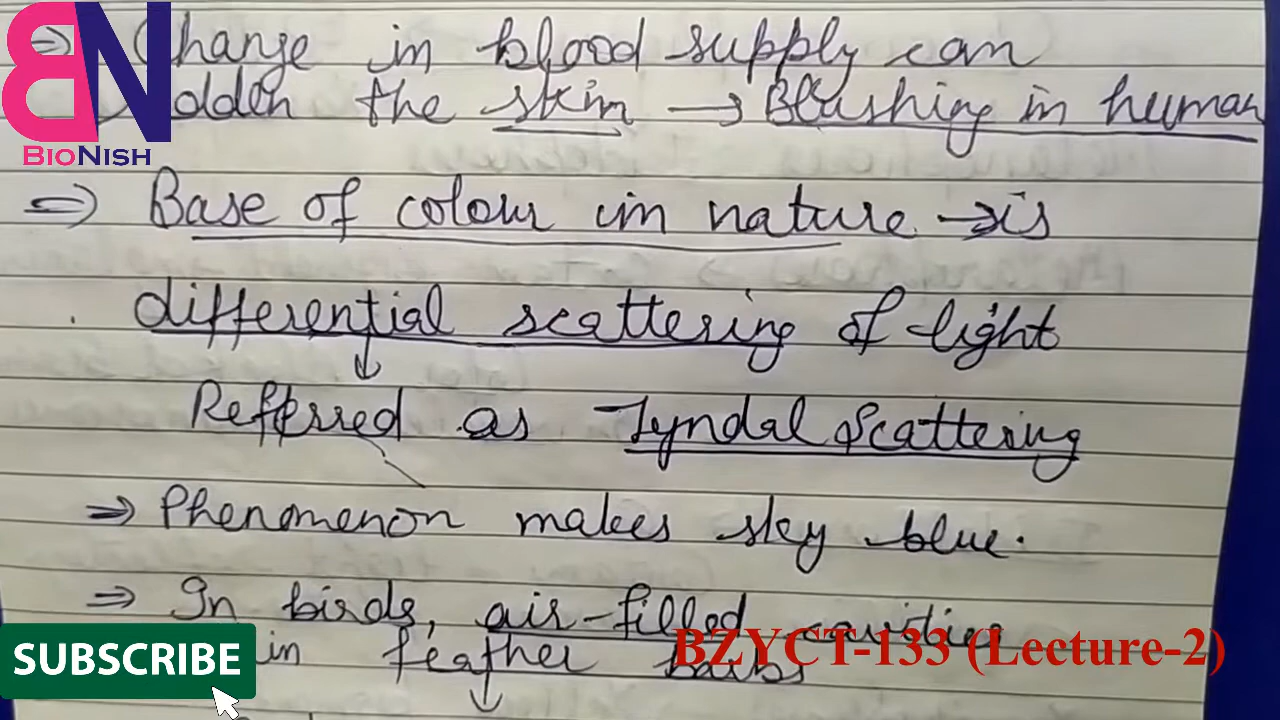 BN
BIONISH
⇒ Change in blood supply can
redden the skin → Blushing in human
⇒ Base of colour in nature → is
differential scattering of light
↓
Referred as Tyndal Scattering
⇒ Phenomenon makes sky blue.
⇒ In birds, air-filled cavities
in feather barbs
↓
BZYCT-133 (Lecture-2)
SUBSCRIBE